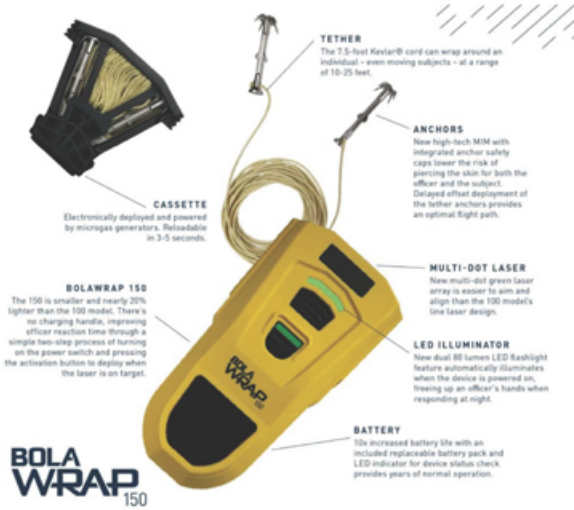 TETHER
The 7.5-foot Kevlar® cord can wrap around an
individual - even moving subjects - at a range
of 10-25 feet.
ANCHORS
New high-tech MIM with
integrated anchor safety
caps lower the risk of
piercing the skin for both the
officer and the subject.
Delayed offset deployment of
the tether anchors provides
an optimal flight path.
CASSETTE
Electronically deployed and powered
by microgas generators. Reloadable
in 3-5 seconds.
MULTI-DOT LASER
New multi-dot green laser
array is easier to aim and
align than the 100 model's
line laser design.
BOLAWRAP 150
The 150 is smaller and nearly 20%
lighter than the 100 model. There's
no charging handle, improving
officer reaction time through a
simple two-step process of turning
on the power switch and pressing
the activation button to deploy when
the laser is on target.
LED ILLUMINATOR
New dual 80 lumen LED flashlight
feature automatically illuminates
when the device is powered on,
freeing up an officer's hands when
responding at night.
BOLA
WRAP
150
BATTERY
10x increased battery life with an
included replaceable battery pack and
LED indicator for device status check
provides years of normal operation.
BOLA
WRAP
150